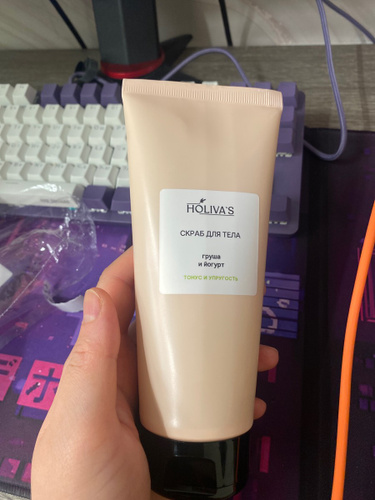 HOLIVA'S
СКРАБ ДЛЯ ТЕЛА
груша
и йогурт
ТОНУС И УПРУГОСТЬ